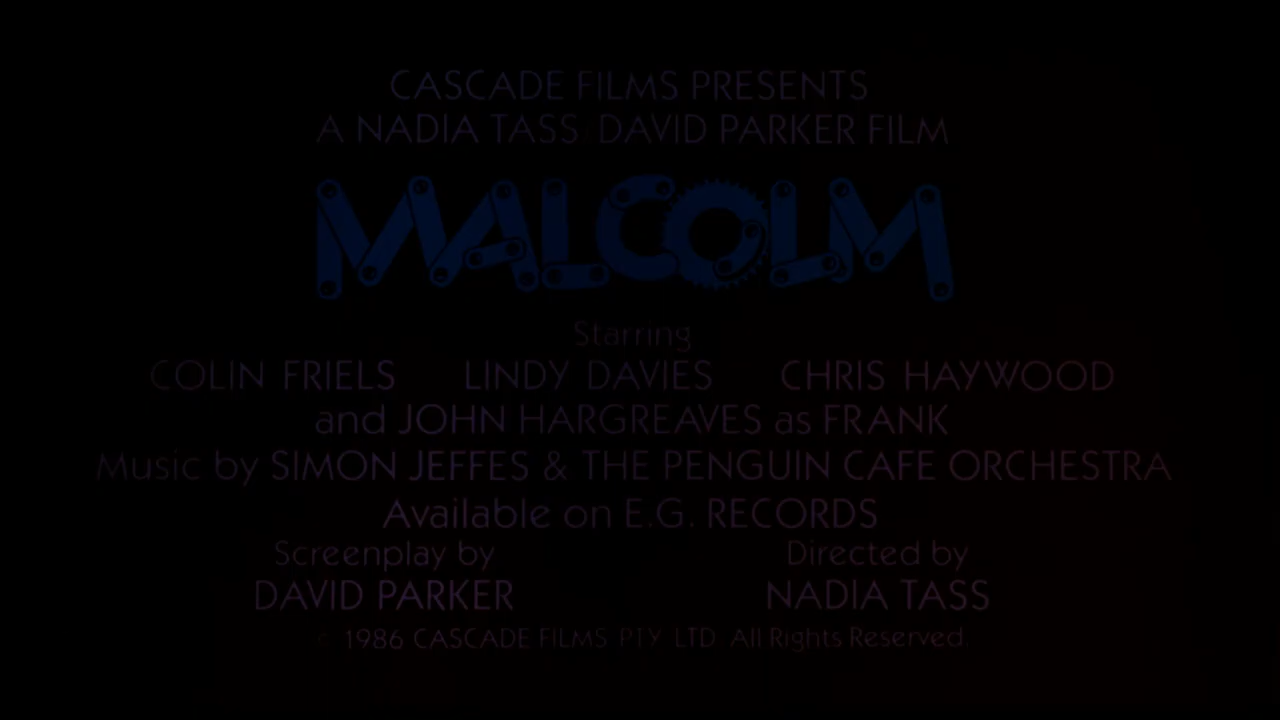 CASCADE FILMS PRESENTS
A NADIA TASS/DAVID PARKER FILM
MALCOLM
Starring
COLIN FRIELS LINDY DAVIES CHRIS HAYWOOD
and JOHN HARGREAVES as FRANK
Music by SIMON JEFFES & THE PENGUIN CAFE ORCHESTRA
Available on E.G. RECORDS
Screenplay by Directed by
DAVID PARKER NADIA TASS
© 1986 CASCADE FILMS PTY. LTD. All Rights Reserved.